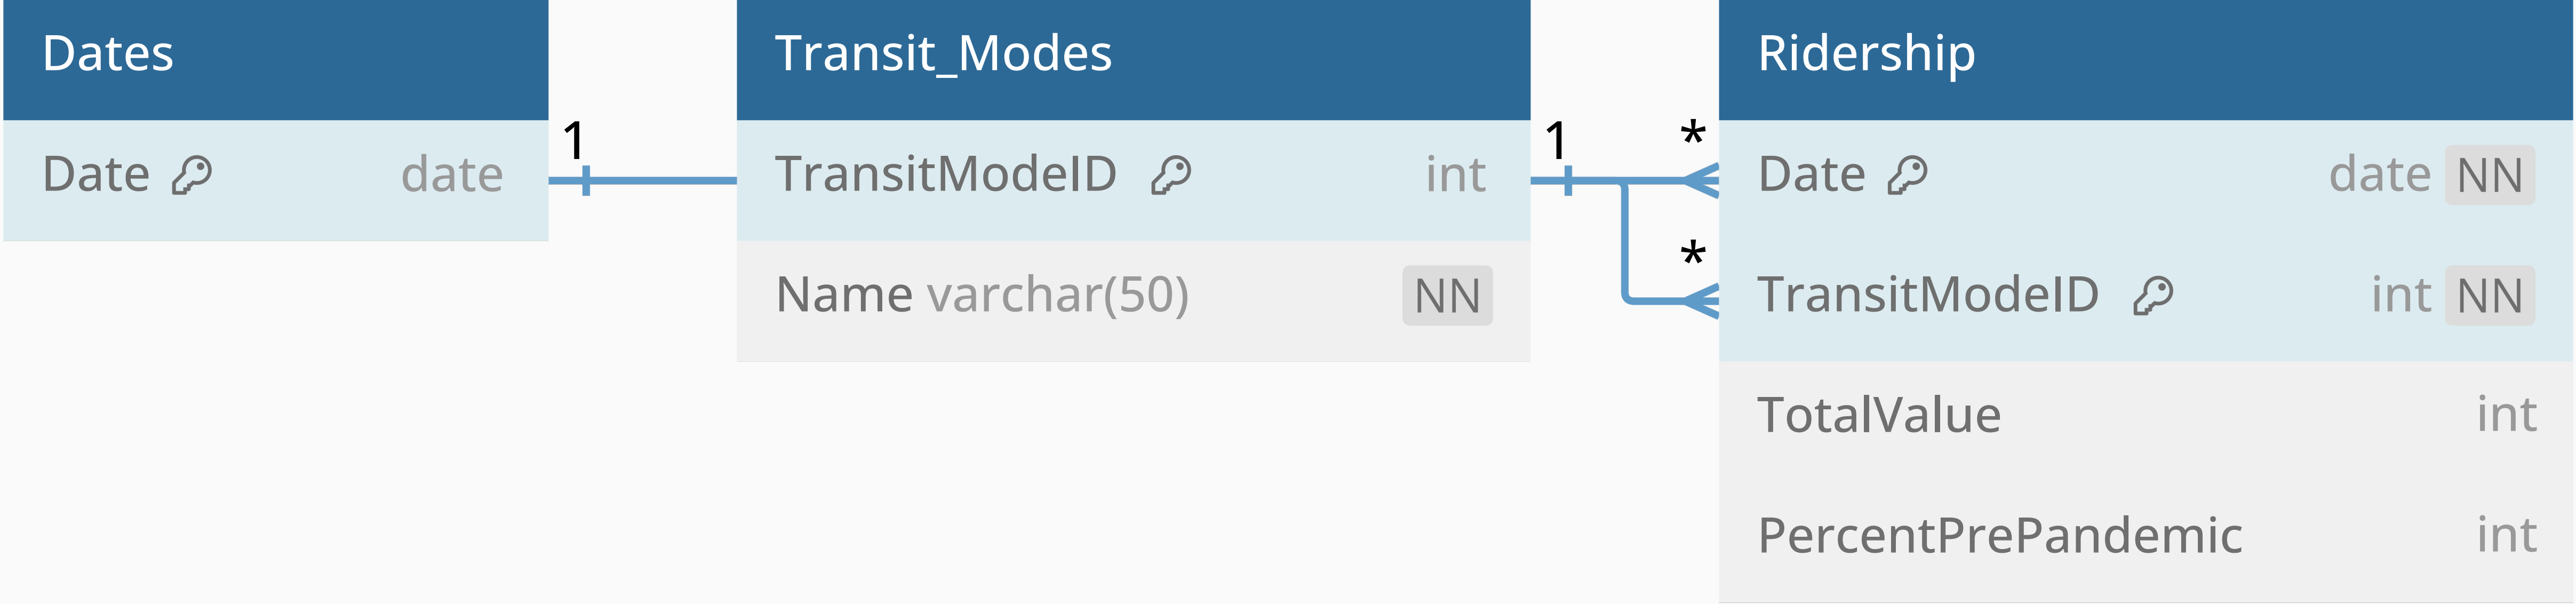 Dates
Date date
1
Transit_Modes
TransitModeID int
Name varchar(50) NN
1
*
*
Ridership
Date date NN
TransitModeID int NN
TotalValue int
PercentPrePandemic int